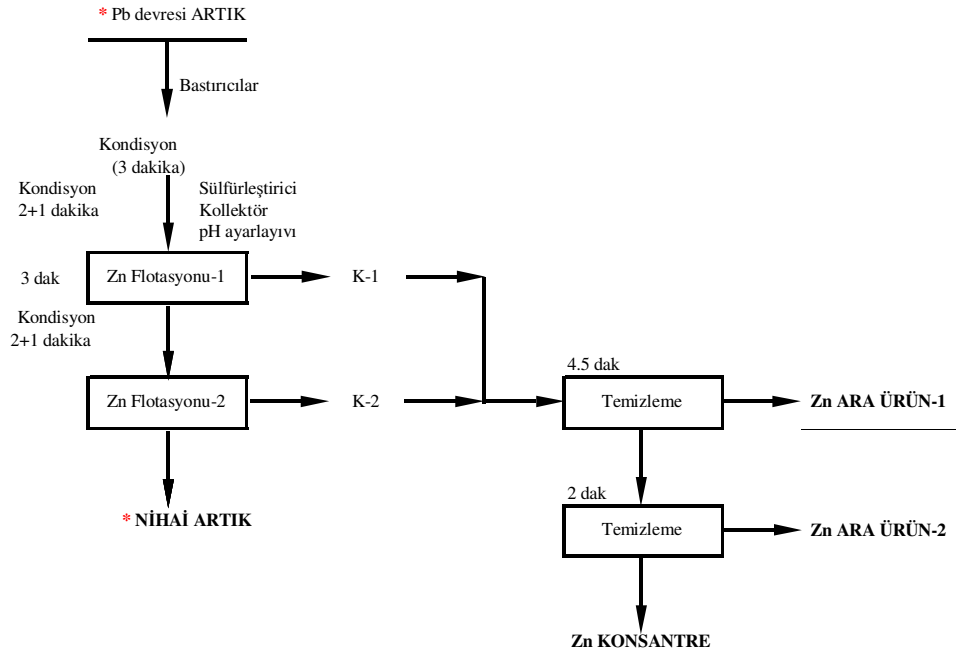 * Pb devresi ARTIK
Bastırıcılar
Kondisyon
(3 dakika)
Kondisyon
2+1 dakika
Sülfürleştirici
Kollektör
pH ayarlayıvı
3 dak
Zn Flotasyonu-1
K-1
Kondisyon
2+1 dakika
4.5 dak
Zn Flotasyonu-2
K-2
Temizleme
Zn ARA ÜRÜN-1
2 dak
* NİHAİ ARTIK
Temizleme
Zn ARA ÜRÜN-2
Zn KONSANTRE